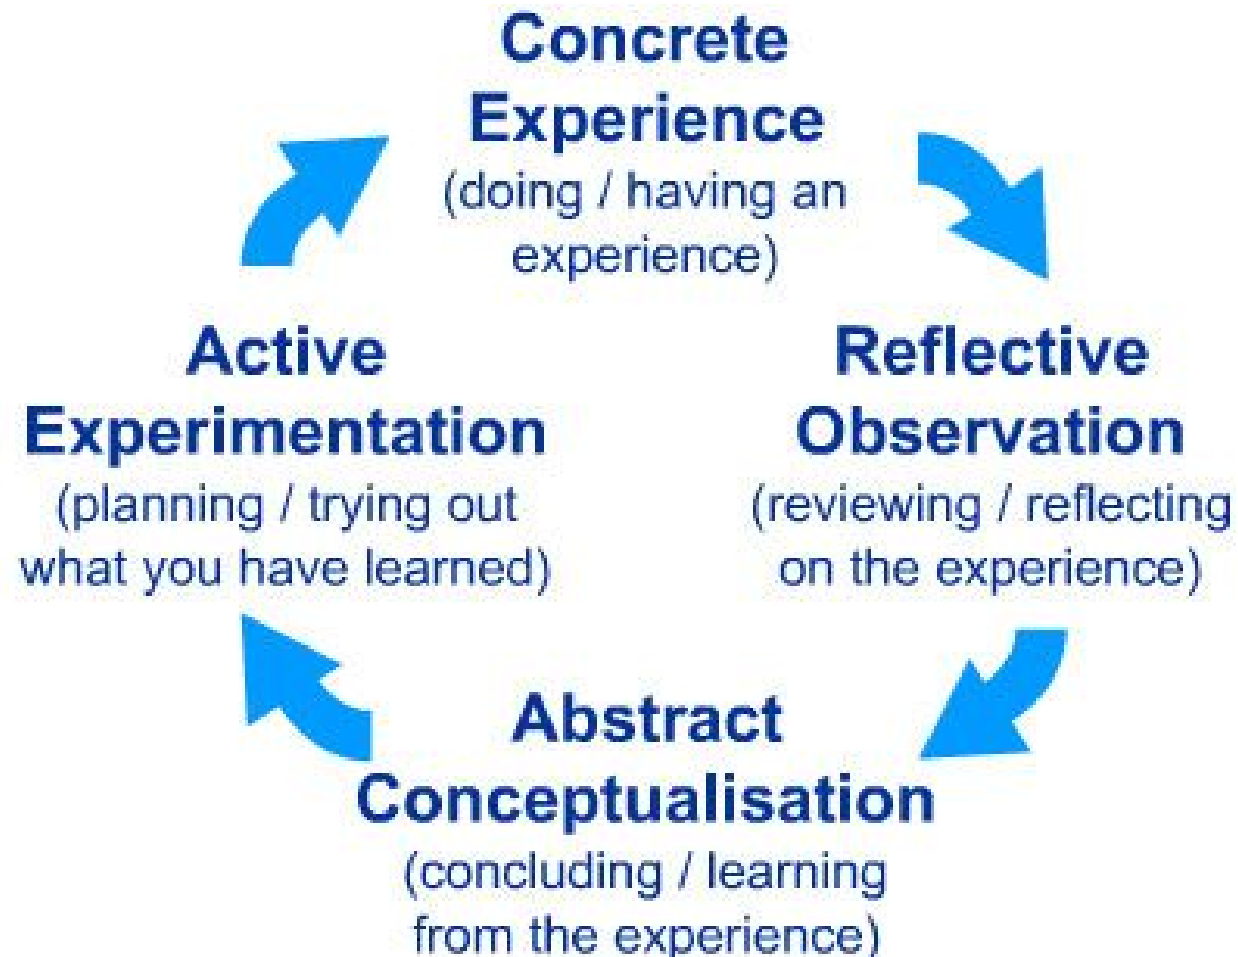 Concrete
Experience
(doing / having an
experience)
Reflective
Observation
(reviewing / reflecting
on the experience)
Abstract
Conceptualisation
(concluding / learning
from the experience)
Active
Experimentation
(planning / trying out
what you have learned)